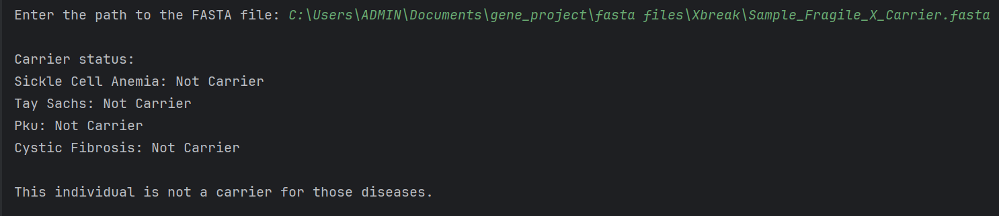 Enter the path to the FASTA file: C:\Users\ADMIN\Documents\gene_project\fasta files\Xbreak\Sample_Fragile_X_Carrier.fasta
Carrier status:
Sickle Cell Anemia: Not Carrier
Tay Sachs: Not Carrier
Pku: Not Carrier
Cystic Fibrosis: Not Carrier
This individual is not a carrier for those diseases.